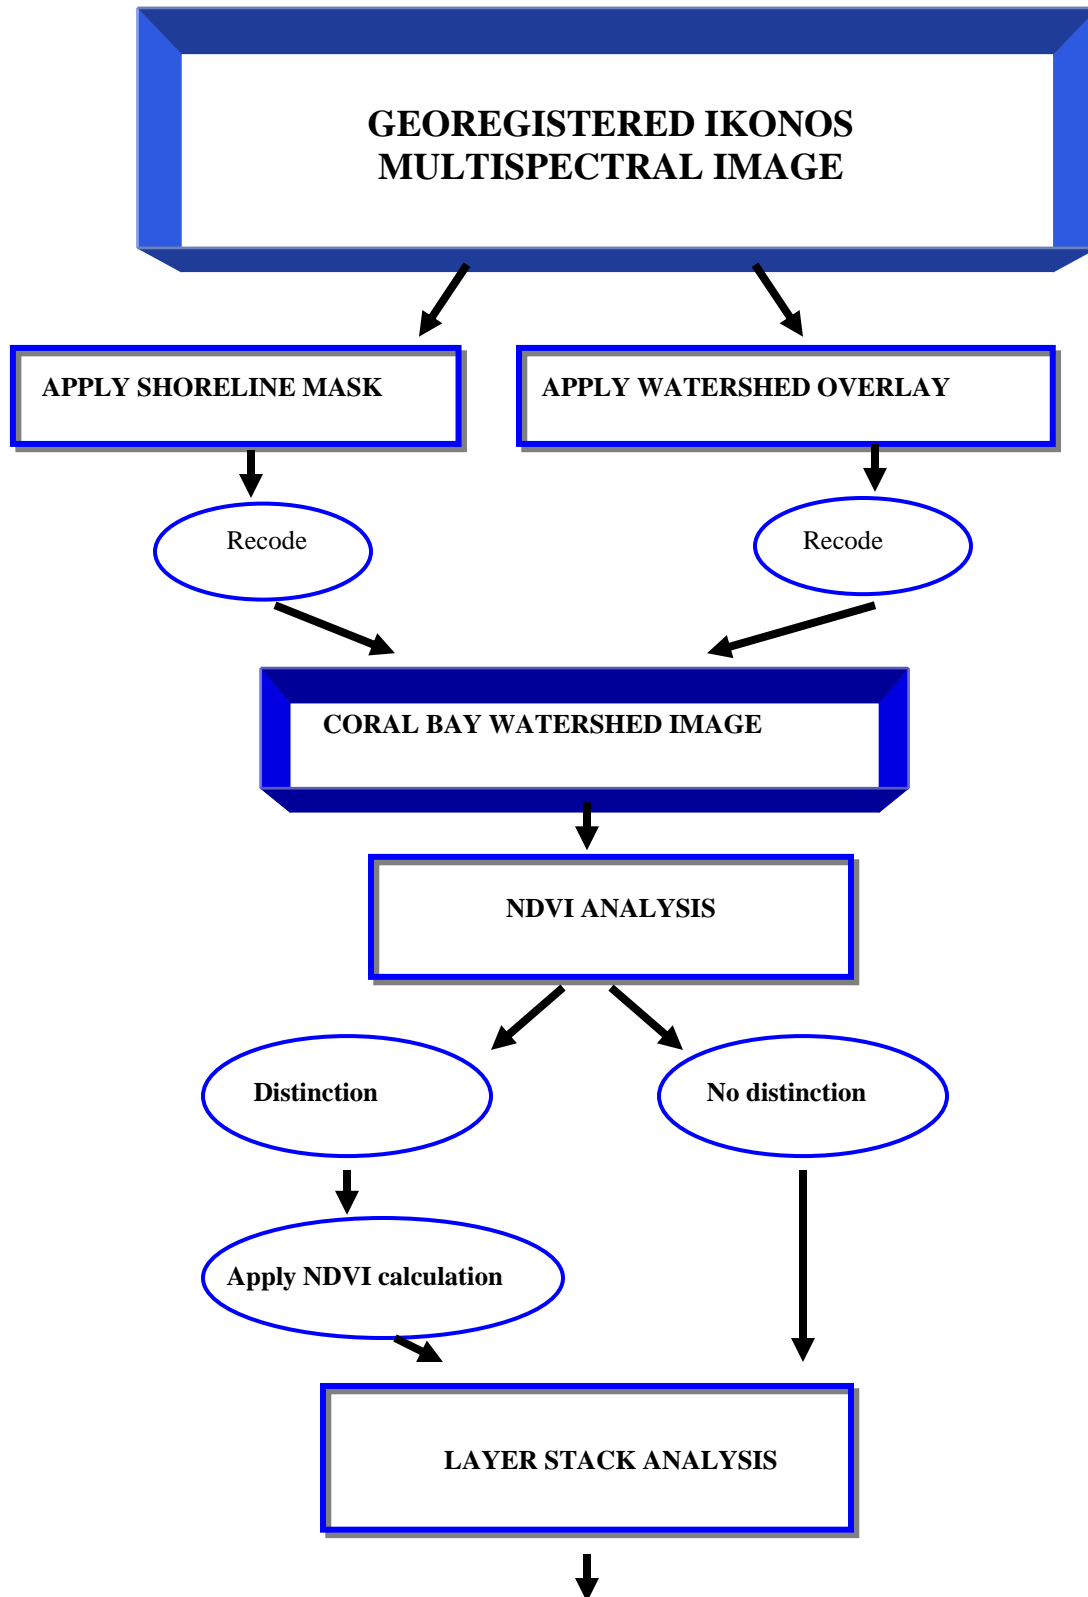 GEOREGISTERED IKONOS
MULTISPECTRAL IMAGE
APPLY SHORELINE MASK
APPLY WATERSHED OVERLAY
Recode
Recode
CORAL BAY WATERSHED IMAGE
NDVI ANALYSIS
Distinction
No distinction
Apply NDVI calculation
LAYER STACK ANALYSIS